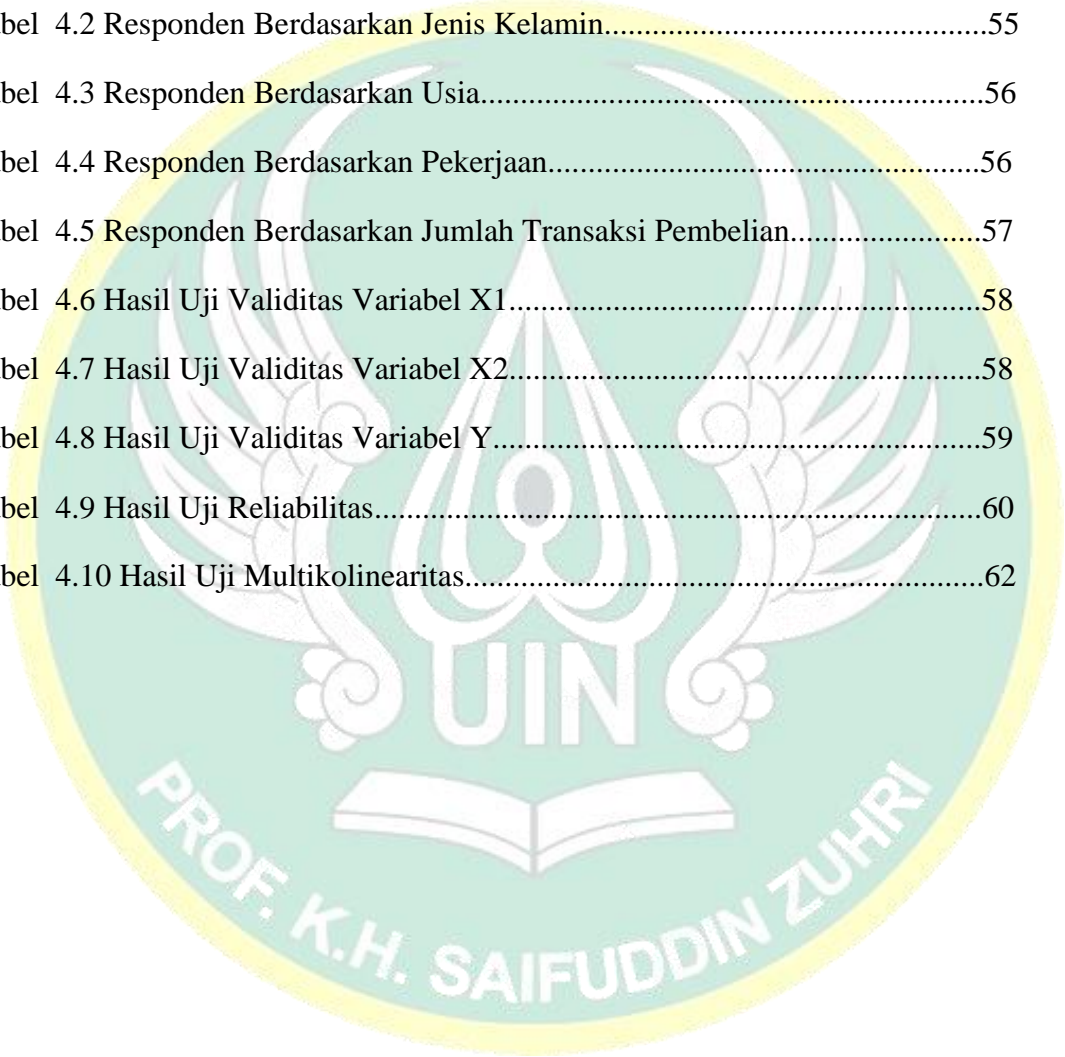 bel 4.2 Responden Berdasarkan Jenis Kelamin...............................................55
bel 4.3 Responden Berdasarkan Usia...............................................................56
bel 4.4 Responden Berdasarkan Pekerjaan......................................................56
bel 4.5 Responden Berdasarkan Jumlah Transaksi Pembelian........................57
bel 4.6 Hasil Uji Validitas Variabel X1...........................................................58
bel 4.7 Hasil Uji Validitas Variabel X2...........................................................58
bel 4.8 Hasil Uji Validitas Variabel Y.............................................................59
bel 4.9 Hasil Uji Reliabilitas............................................................................60
bel 4.10 Hasil Uji Multikolinearitas.................................................................62
UIN
PROF. K.H. SAIFUDDIN ZUHRI